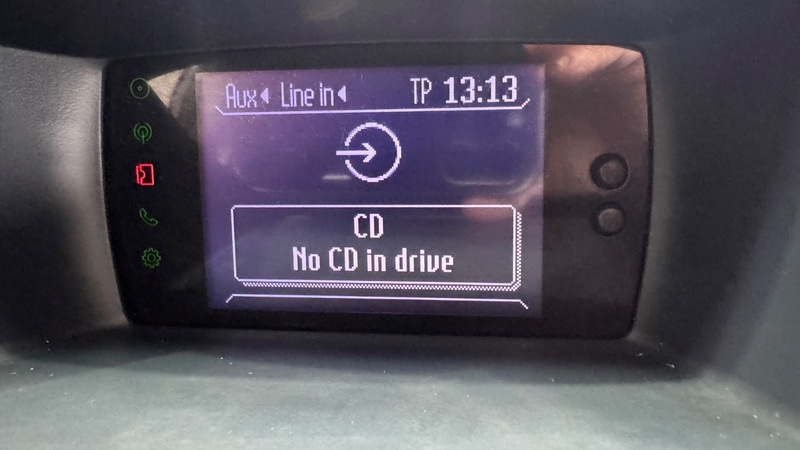 Aux Line in TP 13:13
CD
No CD in drive